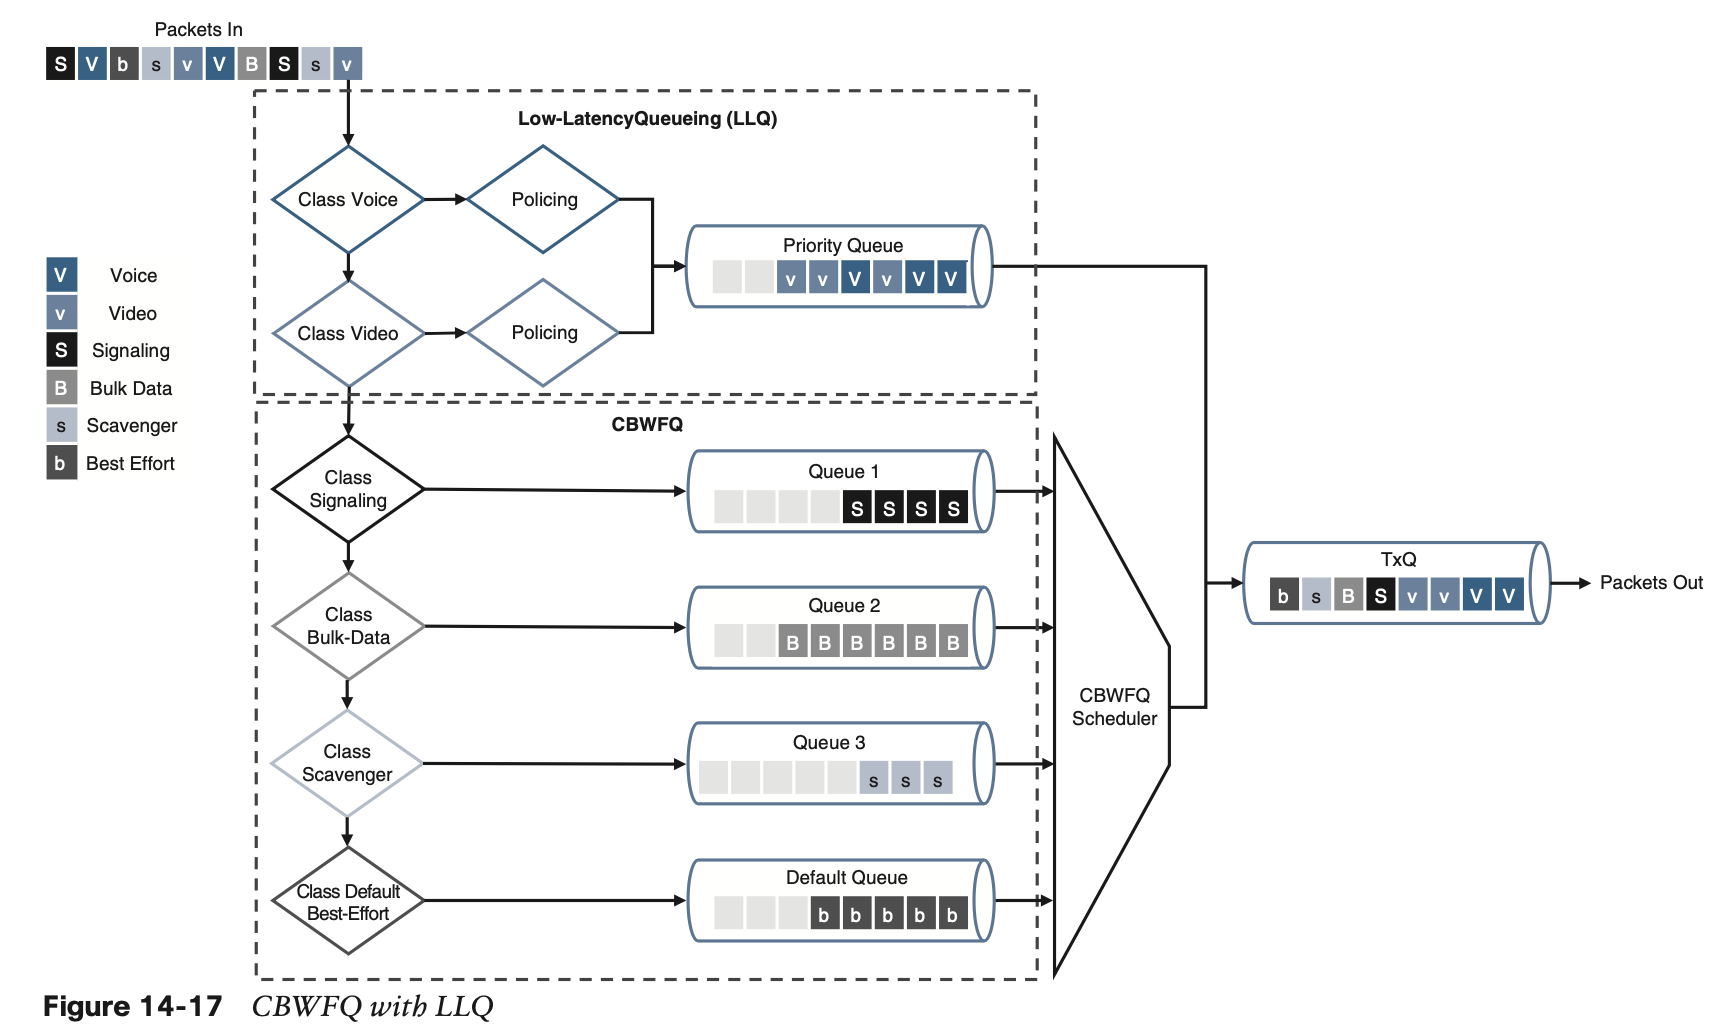 Packets In
S V b s v V B S s v
Low-LatencyQueueing (LLQ)
Class Voice
Policing
Priority Queue
v v V v V V
Class Video
Policing
V Voice
v Video
S Signaling
B Bulk Data
s Scavenger
b Best Effort
CBWFQ
Class
Signaling
Queue 1
S S S S
Class
Bulk-Data
Queue 2
B B B B B B
Class
Scavenger
Queue 3
s s s
Class Default
Best-Effort
Default Queue
b b b b b
CBWFQ
Scheduler
TxQ
b s B S v v V V
Packets Out
Figure 14-17 CBWFQ with LLQ